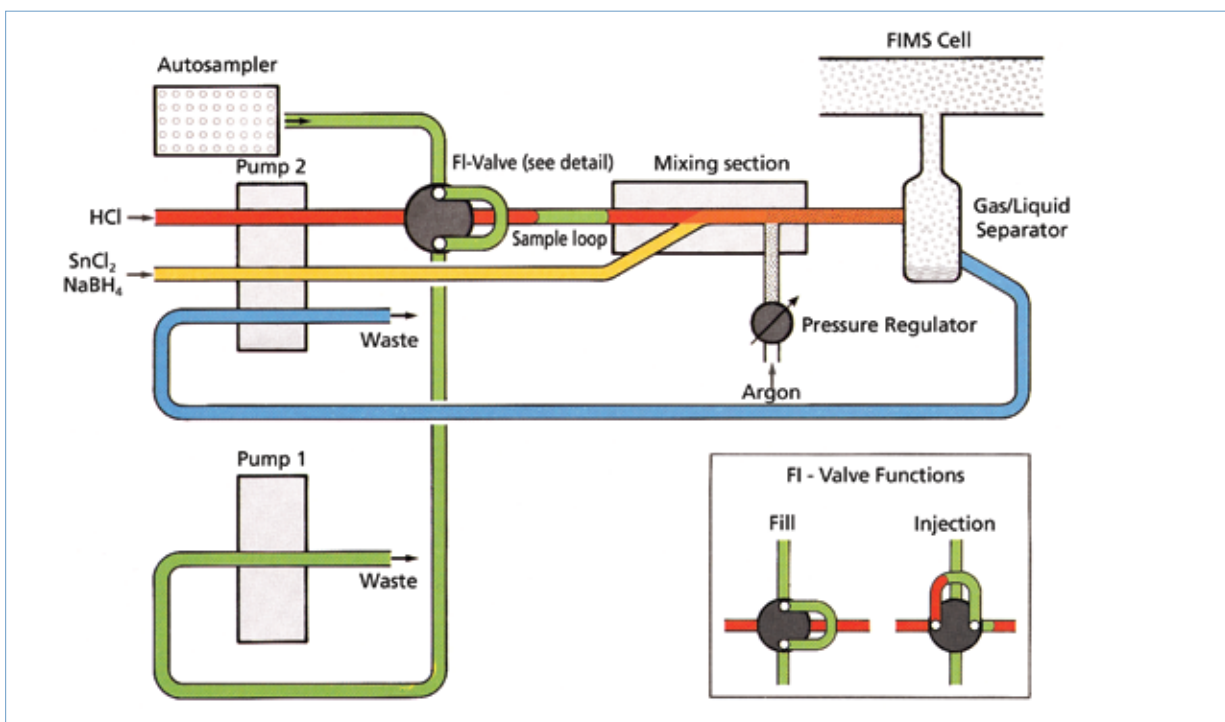 FIMS Cell
Autosampler
Pump 2
FI-Valve (see detail)
Mixing section
HCl
Sample loop
Gas/Liquid
Separator
SnCl₂
NaBH₄
Waste
Pressure Regulator
Argon
Pump 1
Waste
FI - Valve Functions
Fill
Injection